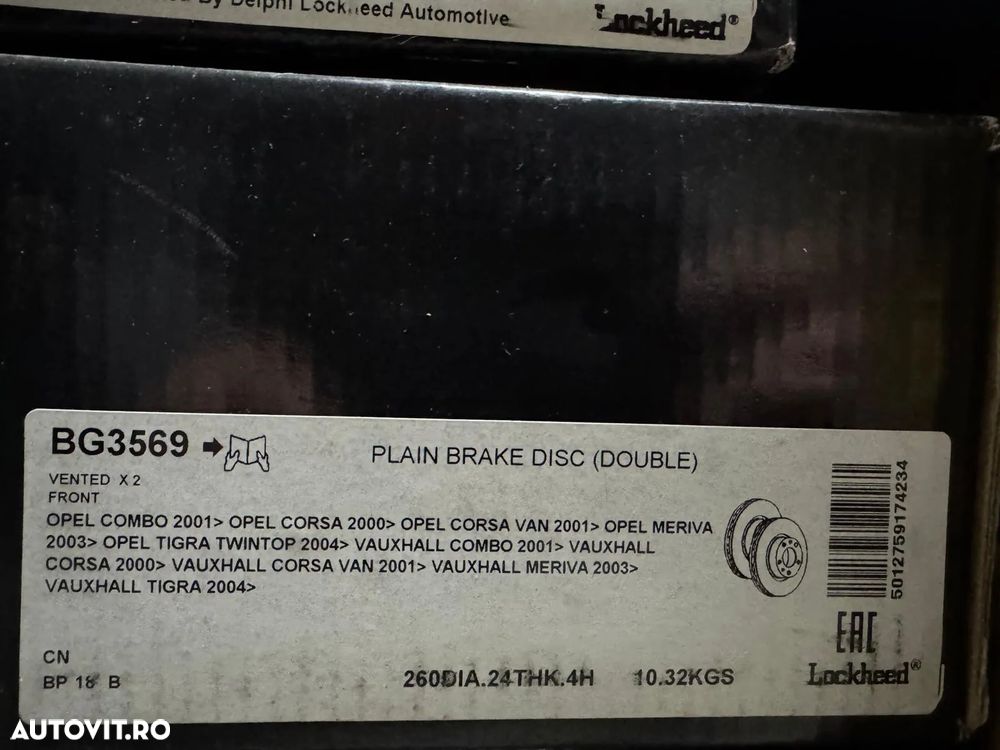 By Delphi Lockheed Automotive
Lockheed®
BG3569
PLAIN BRAKE DISC (DOUBLE)
VENTED X 2
FRONT
OPEL COMBO 2001> OPEL CORSA 2000> OPEL CORSA VAN 2001> OPEL MERIVA
2003> OPEL TIGRA TWINTOP 2004> VAUXHALL COMBO 2001> VAUXHALL
CORSA 2000> VAUXHALL CORSA VAN 2001> VAUXHALL MERIVA 2003>
VAUXHALL TIGRA 2004>
5012759174234
EAC
CN
BP 18 B
260DIA.24THK.4H
10.32KGS
Lockheed®
AUTOVIT.RO